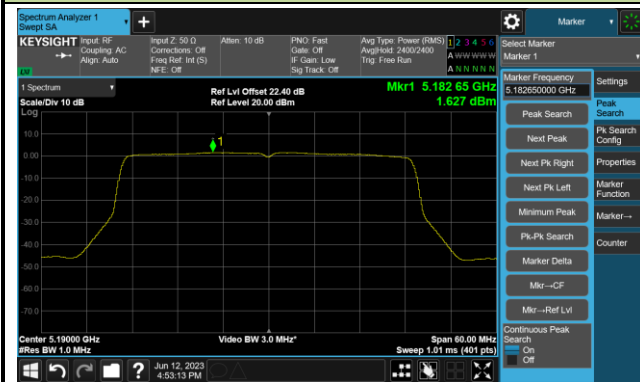 Spectrum Analyzer 1
Swept SA
Marker
KEYSIGHT
Input: RF
Coupling: AC
Align: Auto
Input Z: 50 Ω
Corrections: Off
Freq Ref: Int (S)
NFE: Off
Atten: 10 dB
PNO: Fast
Gate: Off
IF Gain: Low
Sig Track: Off
Avg Type: Power (RMS)
Avg|Hold: 2400/2400
Trig: Free Run
1 2 3 4 5 6
A W W W W W
A N N N N N
Select Marker
Marker 1
Marker Frequency
5.182650000 GHz
Settings
Peak Search
Next Peak
Next Pk Right
Next Pk Left
Minimum Peak
Pk-Pk Search
Marker Delta
Mkr→CF
Mkr→Ref Lvl
Continuous Peak
Search
On
Off
Peak
Search
Pk Search
Config
Properties
Marker
Function
Marker→
Counter
1 Spectrum
Scale/Div 10 dB
Log
Ref Lvl Offset 22.40 dB
Ref Level 20.00 dBm
Mkr1 5.182 65 GHz
1.627 dBm
1
10.0
0.00
-10.0
-20.0
-30.0
-40.0
-50.0
-60.0
-70.0
Center 5.19000 GHz
#Res BW 1.0 MHz
Video BW 3.0 MHz*
Span 60.00 MHz
Sweep 1.01 ms (401 pts)
?
Jun 12, 2023
4:53:13 PM